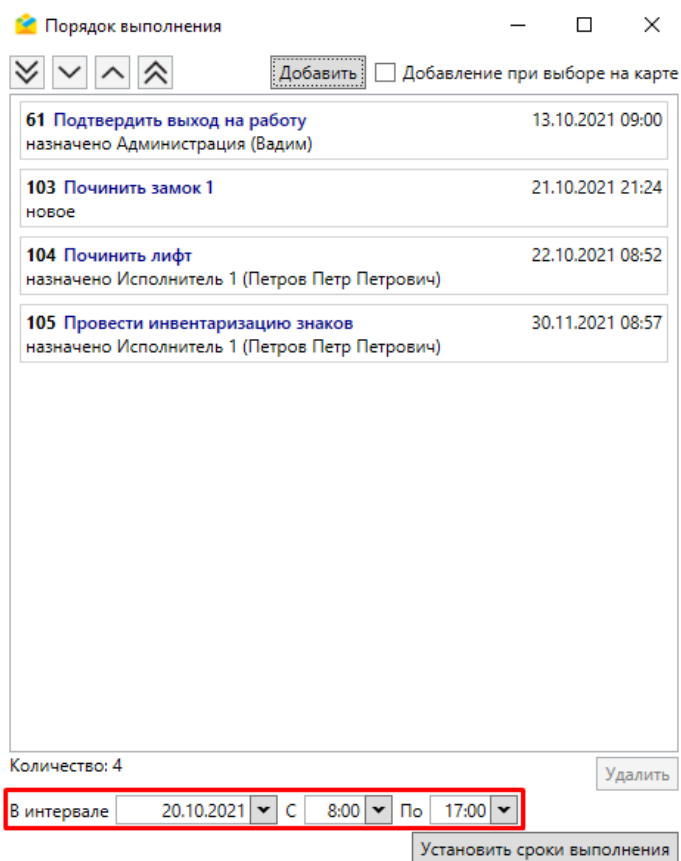 Порядок выполнения
Добавить Добавление при выборе на карте
61 Подтвердить выход на работу 13.10.2021 09:00
назначено Администрация (Вадим)
103 Починить замок 1 21.10.2021 21:24
новое
104 Починить лифт 22.10.2021 08:52
назначено Исполнитель 1 (Петров Петр Петрович)
105 Провести инвентаризацию знаков 30.11.2021 08:57
назначено Исполнитель 1 (Петров Петр Петрович)
Количество: 4
Удалить
В интервале 20.10.2021 С 8:00 По 17:00
Установить сроки выполнения